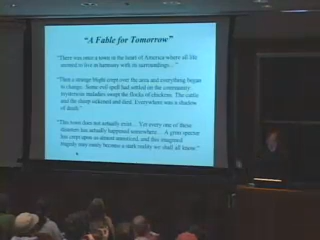 "A Fable for Tomorrow"
"There was once a town in the heart of America where all life
seemed to live in harmony with its surroundings…"
"Then a strange blight crept over the area and everything began
to change. Some evil spell had settled on the community:
mysterious maladies swept the flocks of chickens. The cattle
and the sheep sickened and died. Everywhere was a shadow
of death."
"This town does not actually exist… Yet every one of these
disasters has actually happened somewhere… A grim specter
has crept upon us almost unnoticed, and this imagined
tragedy may easily become a stark reality we shall all know."